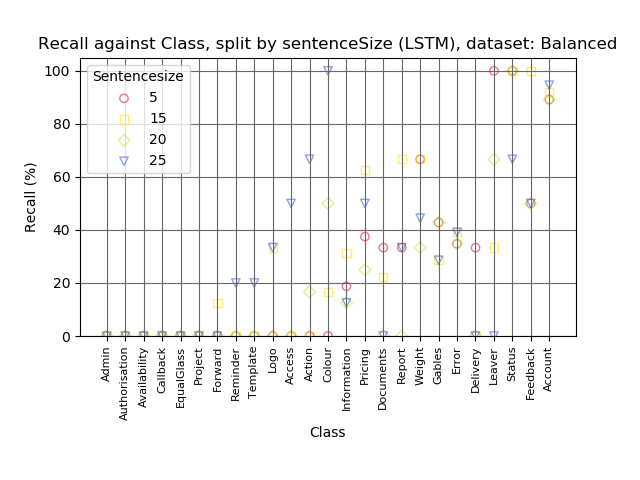 Recall against Class, split by sentenceSize (LSTM), dataset: Balanced
Sentencesize
5
15
20
25
100
80
60
40
20
0
Recall (%)
Admin
Authorisation
Availability
Callback
EqualGlass
Project
Forward
Reminder
Template
Logo
Access
Action
Colour
Information
Pricing
Documents
Report
Weight
Gables
Error
Delivery
Leaver
Status
Feedback
Account
Class